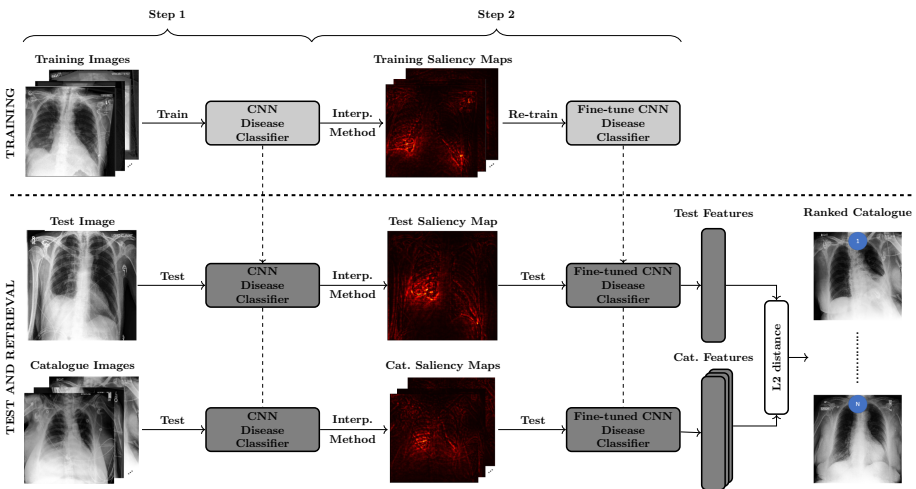 Step 1
Step 2
Training Images
Training Saliency Maps
TRAINING
Train
CNN
Disease
Classifier
Interp.
Method
Re-train
Fine-tune CNN
Disease
Classifier
...
...
TEST AND RETRIEVAL
Test Image
Test Saliency Map
Test Features
Ranked Catalogue
Test
CNN
Disease
Classifier
Interp.
Method
Test
Fine-tuned CNN
Disease
Classifier
1
L2 distance
Catalogue Images
Cat. Saliency Maps
Cat. Features
Test
CNN
Disease
Classifier
Interp.
Method
Test
Fine-tuned CNN
Disease
Classifier
N
...
...